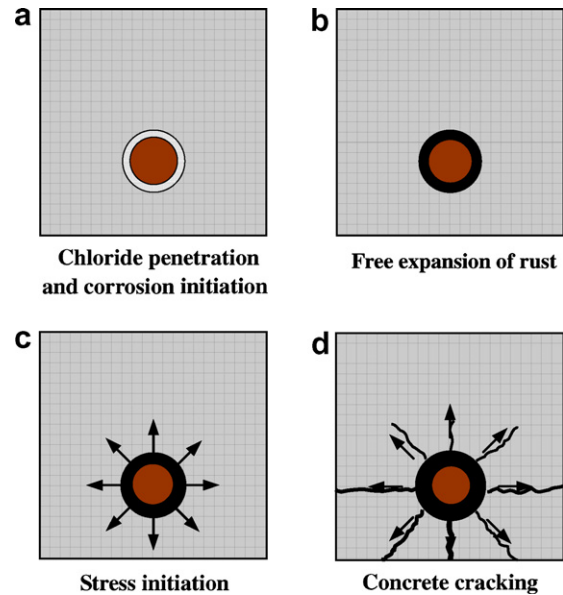 a
b
Chloride penetration
and corrosion initiation
Free expansion of rust
c
d
Stress initiation
Concrete cracking